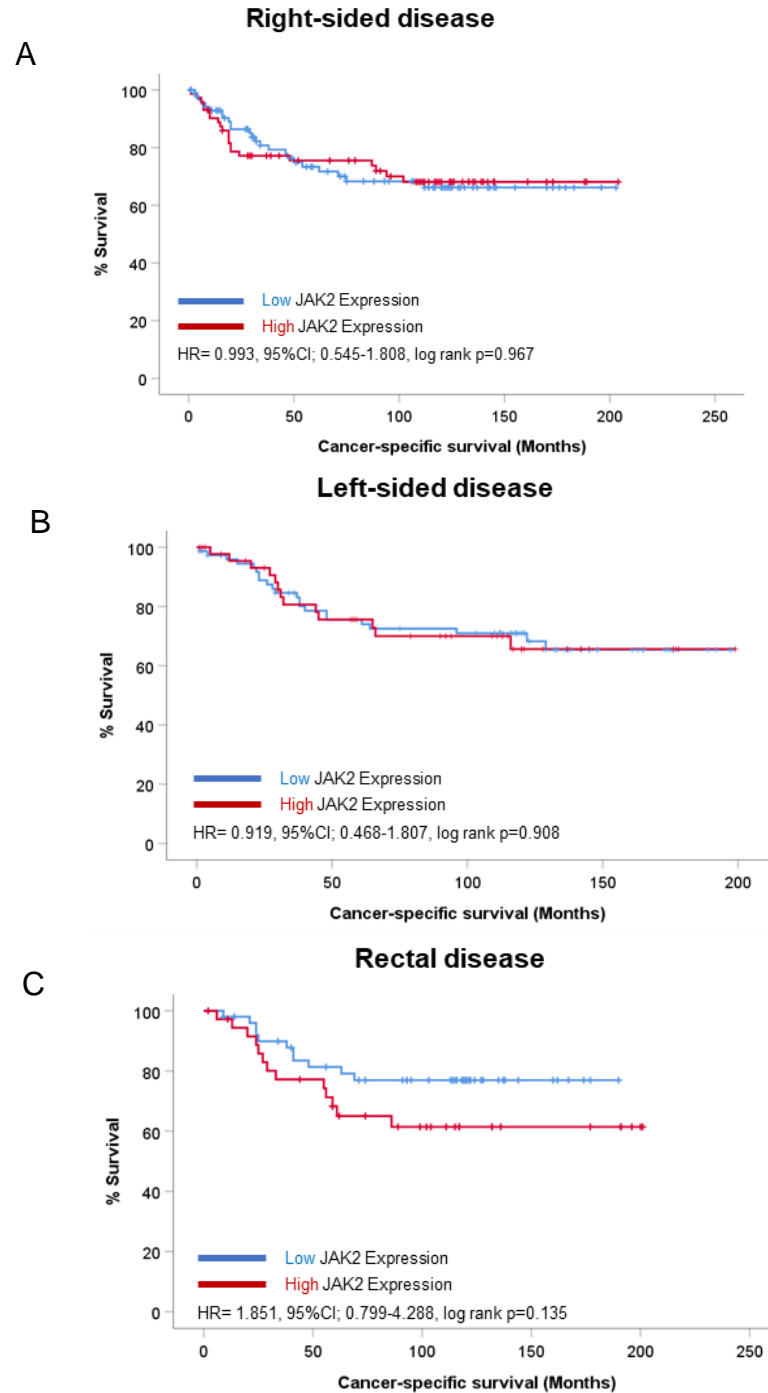 Right-sided disease
A
100
80
60
40
20
0
% Survival
Low JAK2 Expression
High JAK2 Expression
HR= 0.993, 95%CI; 0.545-1.808, log rank p=0.967
0 50 100 150 200 250
Cancer-specific survival (Months)
Left-sided disease
B
100
80
60
40
20
0
% Survival
Low JAK2 Expression
High JAK2 Expression
HR= 0.919, 95%CI; 0.468-1.807, log rank p=0.908
0 50 100 150 200
Cancer-specific survival (Months)
Rectal disease
C
100
80
60
40
20
0
% Survival
Low JAK2 Expression
High JAK2 Expression
HR= 1.851, 95%CI; 0.799-4.288, log rank p=0.135
0 50 100 150 200 250
Cancer-specific survival (Months)